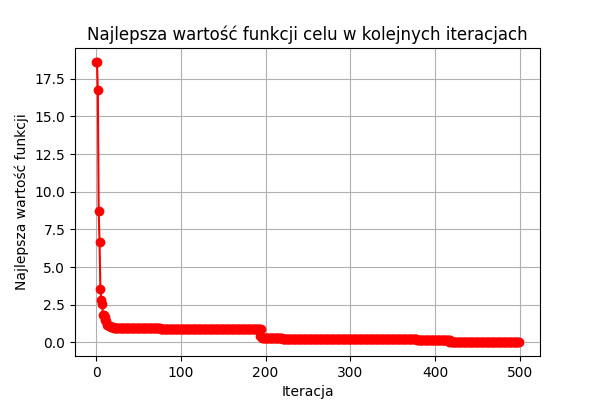 Najlepsza wartość funkcji celu w kolejnych iteracjach
17.5
15.0
12.5
10.0
7.5
5.0
2.5
0.0
Najlepsza wartość funkcji
0 100 200 300 400 500
Iteracja